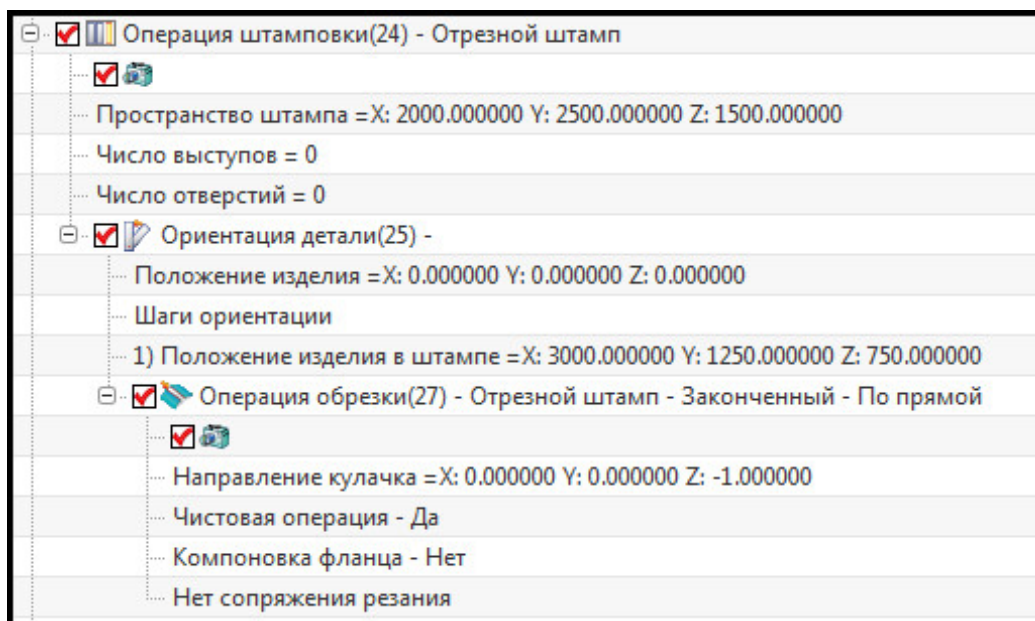 Операция штамповки(24) - Отрезной штамп
Пространство штампа =X: 2000.000000 Y: 2500.000000 Z: 1500.000000
Число выступов = 0
Число отверстий = 0
Ориентация детали(25) -
Положение изделия =X: 0.000000 Y: 0.000000 Z: 0.000000
Шаги ориентации
1) Положение изделия в штампе =X: 3000.000000 Y: 1250.000000 Z: 750.000000
Операция обрезки(27) - Отрезной штамп - Законченный - По прямой
Направление кулачка =X: 0.000000 Y: 0.000000 Z: -1.000000
Чистовая операция - Да
Компоновка фланца - Нет
Нет сопряжения резания